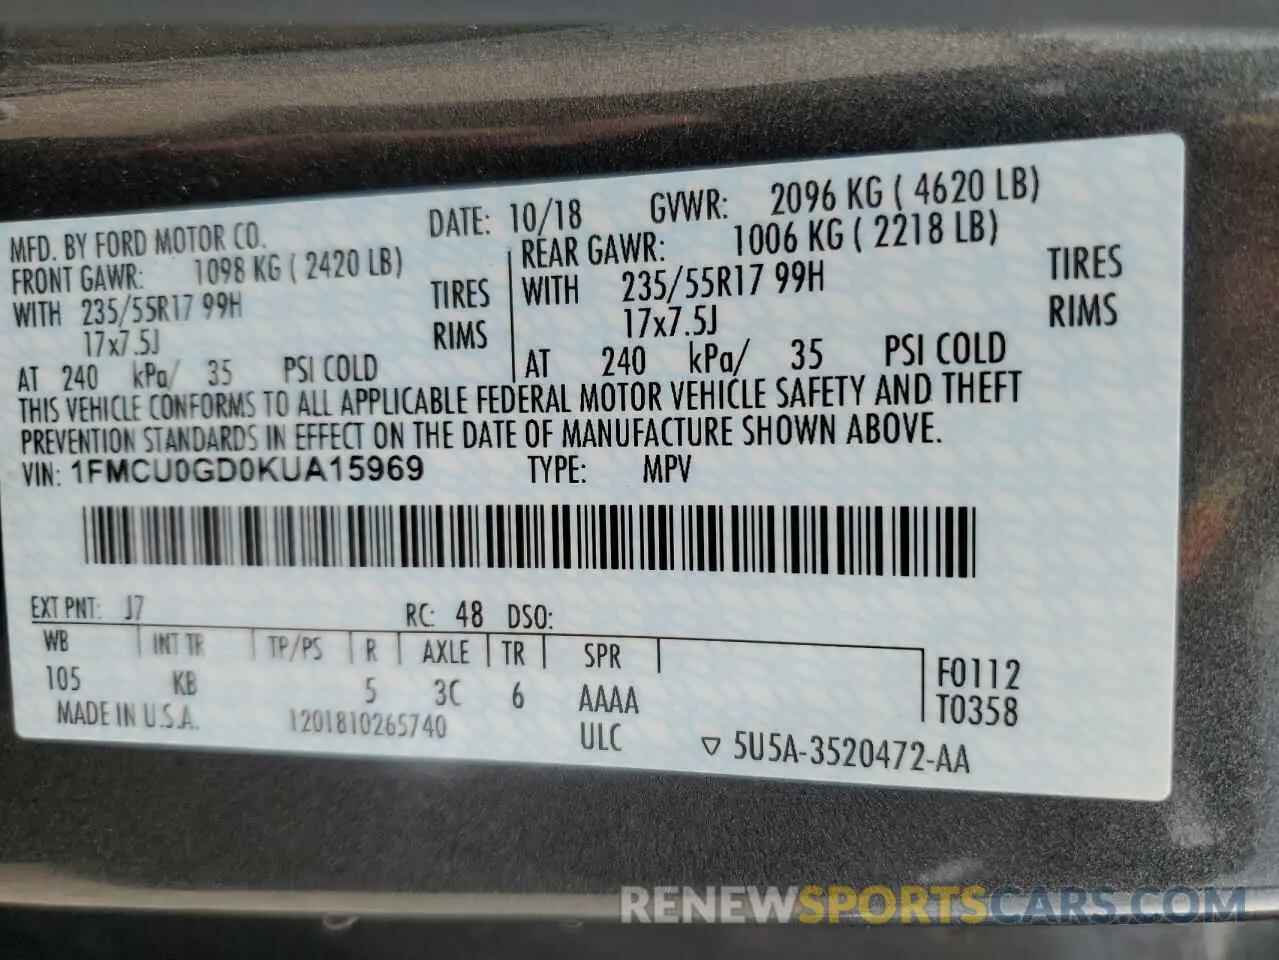 MFD. BY FORD MOTOR CO. DATE: 10/18 GVWR: 2096 KG ( 4620 LB)
FRONT GAWR: 1098 KG ( 2420 LB) REAR GAWR: 1006 KG ( 2218 LB)
WITH 235/55R17 99H TIRES WITH 235/55R17 99H TIRES
17x7.5J RIMS 17x7.5J RIMS
AT 240 kPa/ 35 PSI COLD AT 240 kPa/ 35 PSI COLD
THIS VEHICLE CONFORMS TO ALL APPLICABLE FEDERAL MOTOR VEHICLE SAFETY AND THEFT
PREVENTION STANDARDS IN EFFECT ON THE DATE OF MANUFACTURE SHOWN ABOVE.
VIN: 1FMCU0GD0KUA15969 TYPE: MPV
EXT PNT: J7 RC: 48 DSO:
WB INT TR TP/PS R AXLE TR SPR
105 KB 5 3C 6 AAAA F0112
T0358
MADE IN U.S.A. 1201810265740 ULC ▽ 5U5A-3520472-AA
RENEWSPORTSCARS.COM